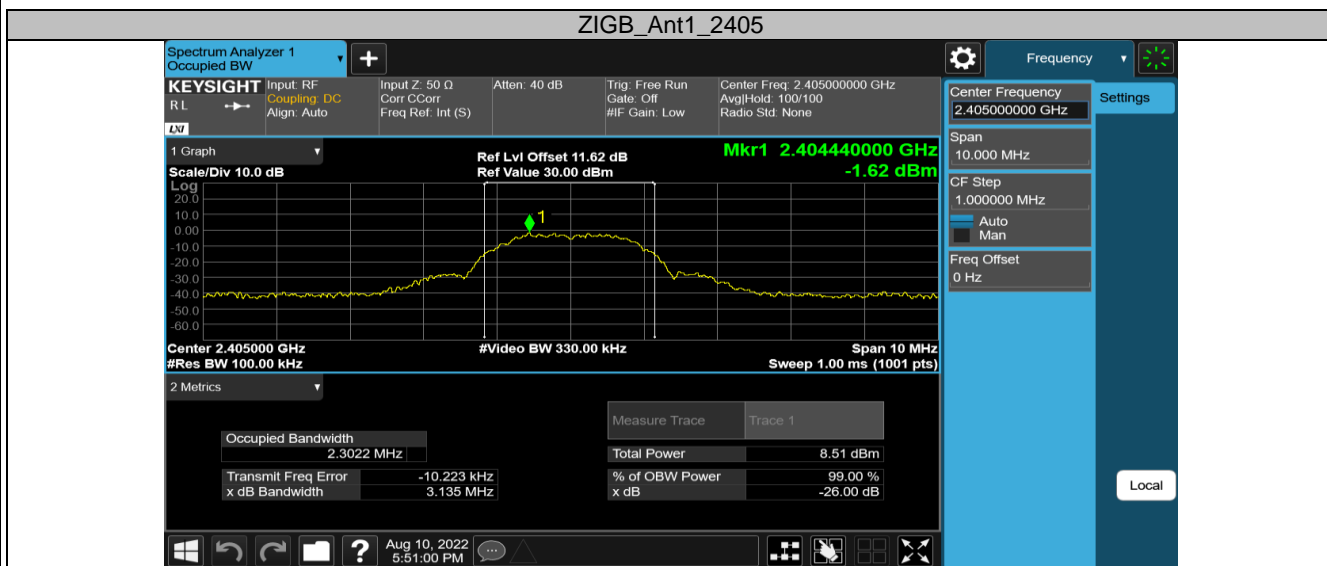 ZIGB_Ant1_2405
Spectrum Analyzer 1
Occupied BW
Frequency
KEYSIGHT
R L
LXI
Input: RF
Coupling: DC
Align: Auto
Input Z: 50 Ω
Corr CCorr
Freq Ref: Int (S)
Atten: 40 dB
Trig: Free Run
Gate: Off
#IF Gain: Low
Center Freq: 2.405000000 GHz
Avg|Hold: 100/100
Radio Std: None
Center Frequency
2.405000000 GHz
Settings
Span
10.000 MHz
CF Step
1.000000 MHz
Auto
Man
Freq Offset
0 Hz
Local
1 Graph
Scale/Div 10.0 dB
Ref Lvl Offset 11.62 dB
Ref Value 30.00 dBm
Mkr1 2.404440000 GHz
-1.62 dBm
Log
20.0
10.0
0.00
-10.0
-20.0
-30.0
-40.0
-50.0
-60.0
1
Center 2.405000 GHz
#Res BW 100.00 kHz
#Video BW 330.00 kHz
Span 10 MHz
Sweep 1.00 ms (1001 pts)
2 Metrics
Measure Trace Trace 1
Occupied Bandwidth
2.3022 MHz
Total Power 8.51 dBm
Transmit Freq Error -10.223 kHz
% of OBW Power 99.00 %
x dB Bandwidth 3.135 MHz
x dB -26.00 dB
?
Aug 10, 2022
5:51:00 PM